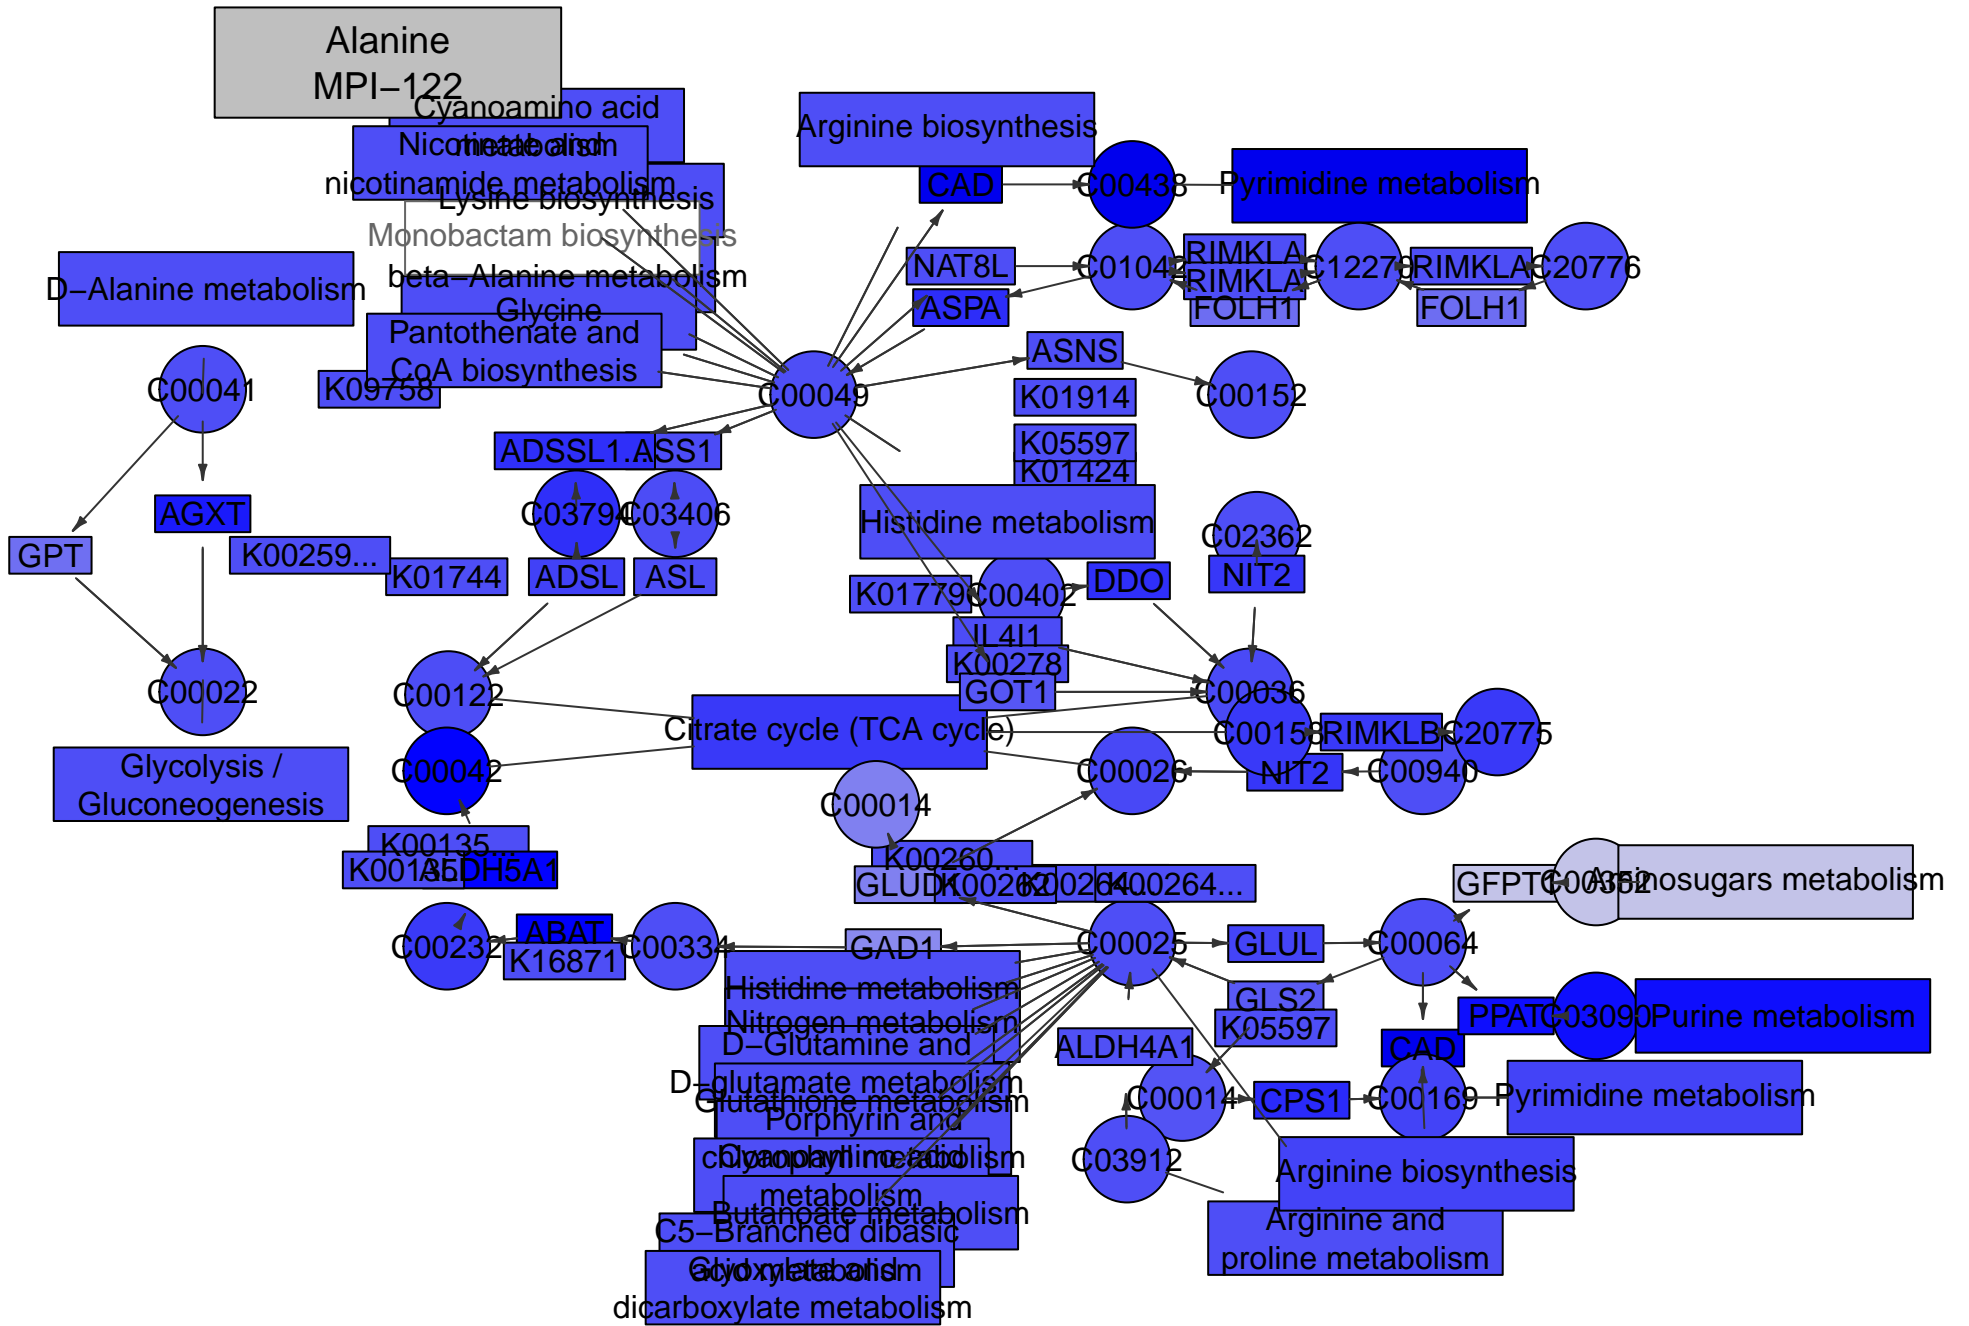 Alanine
MPI−122
Cyanoamino acid
metabolism
Nicotinate and
nicotinamide metabolism
Lysine biosynthesis
Monobactam biosynthesis
beta−Alanine metabolism
Glycine
Pantothenate and
CoA biosynthesis
Arginine biosynthesis
CAD
C00438
Pyrimidine metabolism
NAT8L
C01042
RIMKLA
RIMKLA
FOLH1
C12270
RIMKLA
FOLH1
C20776
ASPA
D−Alanine metabolism
C00041
K09758
C00049
ASNS
C00152
K01914
K05597
K01424
ADSSL1...
ASS1
C03794
C03406
AGXT
GPT
K00259...
K01744
ADSL
ASL
Histidine metabolism
C02362
NIT2
K01779
C00402
DDO
IL4I1
K00278
GOT1
C00022
C00122
C00036
Citrate cycle (TCA cycle)
C00158
RIMKLB
C20775
C00042
C00026
NIT2
C00940
Glycolysis /
Gluconeogenesis
C00014
K00135...
K00135
ALDH5A1
K00260...
GLUD1
K00262
K00264...
K00264...
GFPT1
C00352
Aminosugars metabolism
C00232
ABAT
K16871
C00334
GAD1
C00025
GLUL
C00064
GLS2
K05597
Histidine metabolism
Nitrogen metabolism
D−Glutamine and
D−glutamate metabolism
Glutathione metabolism
Porphyrin and
chlorophyll metabolism
Cyanoamino acid
metabolism
Butanoate metabolism
C5−Branched dibasic
acid metabolism
Glyoxylate and
dicarboxylate metabolism
PPAT
C03090
Purine metabolism
ALDH4A1
CAD
C00014
CPS1
C00169
Pyrimidine metabolism
C03912
Arginine biosynthesis
Arginine and
proline metabolism